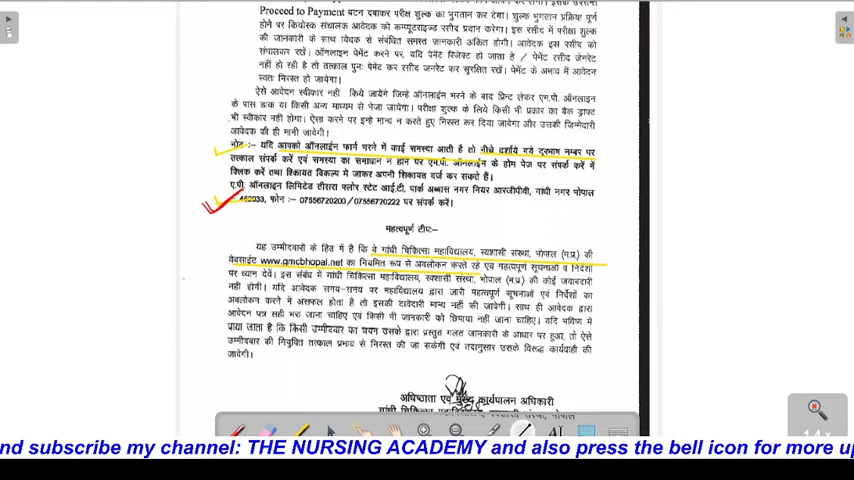 Proceed to Payment बटन दबाकर परीक्ष शुल्क का भुगतान कर देगा। शुल्क भुगतान प्रक्रिया पूर्ण
होने पर कियोस्क संचालक आवेदक को कम्प्यूटराइज्ड रसीद प्रदान करेगा। इस रसीद में परीक्षा शुल्क
की जानकारी के साथ विदक से संबंधित समस्त जानकारी अंकित होगी। आवेदक इस रसीद को
संभालकर रखें। ऑनलाइन पेमेंट करने पर, यदि पेमेंट रिजेक्ट हो जाता है / पेमेंट रसीद जेनरेट
नहीं हो रही है तो तत्काल पुनः पेमेंट कर रसीद जनरेट कर सुरक्षित रखें। पेमेंट के अभाव में आवेदन
स्वतः निरस्त हो जायेगा।
ऐसे आवेदन स्वीकार नहीं किये जायेंगे जिन्हे ऑनलाईन भरने के बाद प्रिन्ट लेकर एम.पी. ऑनलाइन
के पास डाक या किसी अन्य माध्यम से भेजा जायेगा। परीक्षा शुल्क के लिये किसी भी प्रकार का बैंक ड्राफ्ट
भी स्वीकार नहीं होगा। ऐसा करने पर इन्हे मान्य न करते हुए निरस्त कर दिया जायेगा और उसकी जिम्मेदारी
आवेदक की ही मानी जावेगी।
नोट :- यदि आपको ऑनलाईन फार्म भरने में काई समस्या आती है तो नीचे दर्शाये गये दूरभाष नम्बर पर
तत्काल संपर्क करें एवं समस्या का समाधान न होने पर एम.पी. ऑनलाईन के होम पेज पर संपर्क करें में
क्लिक करें तथा शिकायत विकल्प में जाकर अपनी शिकायत दर्ज कर सकते हैं।
ए.पी ऑनलाइन लिमिटेड तीसरा फ्लोर स्टेट आई.टी. पार्क अब्बास नगर नियर आरजीपीवी, गांधी नगर भोपाल
– 462033, फोन :- 07556720200/07556720222 पर संपर्क करें।
महत्वपूर्ण टीपः-
यह उम्मीदवारों के हित में है कि वे गांधी चिकित्सा महाविद्यालय, स्वशासी संस्था, भोपाल (म.प्र.) की
वैबसाईट www.gmcbhopal.net का नियमित रूप से अवलोकन करते रहे एवं महत्वपूर्ण सूचनाओं व निर्देशों
पर ध्यान देवें। इस संबंध में गांधी चिकित्सा महाविद्यालय, स्वशासी संस्था, भोपाल (म.प्र.) की कोई जवाबदारी
नहीं होगी। यदि आवेदक समय-समय पर महाविद्यालय द्वारा जारी महत्वपूर्ण सूचनाओं एवं निर्देशों का
अवलोकन करने में असफल होता है तो इसकी दावेदारी मान्य नहीं की जावेगी। साथ ही आवेदक द्वारा
आवेदन पत्र सही भरा जाना चाहिए एवं किसी भी जानकारी को छिपाया नहीं जाना चाहिए। यदि भविष्य में
पाया जाता है कि किसी उम्मीदवार का चयन उसके द्वारा प्रस्तुत गलत जानकारी के आधार पर हुआ, तो ऐसे
उम्मीदवार की नियुक्ति तत्काल प्रभाव से निरस्त की जा सकेगी एवं तदानुसार उसके विरूद्ध कार्यवाही की
जावेगी।
अधिष्ठाता एवं मुख्य कार्यपालन अधिकारी
गांधी चिकित्सा महाविद्यालय, स्वशासी संस्था, भोपाल
nd subscribe my channel: THE NURSING ACADEMY and also press the bell icon for more up